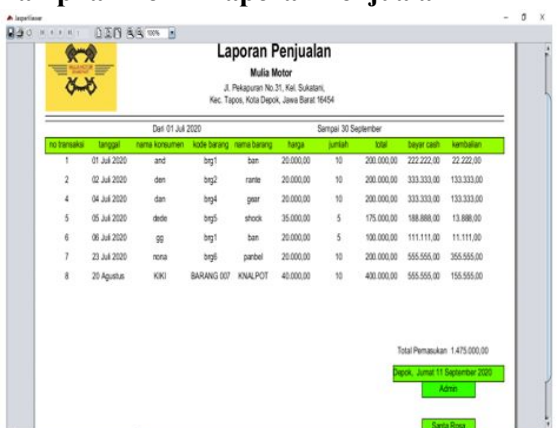 JasperViewer
100%
Laporan Penjualan
Mulia Motor
Jl. Pekapuran No.31, Kel. Sukatani,
Kec. Tapos, Kota Depok, Jawa Barat 16454
Dari 01 Juli 2020 Sampai 30 September
no transaksi tanggal nama konsumen kode barang nama barang harga jumlah total bayar cash kembalian
1 01 Juli 2020 and brg1 ban 20.000,00 10 200.000,00 222.222,00 22.222,00
2 02 Juli 2020 den brg2 rante 20.000,00 10 200.000,00 333.333,00 133.333,00
4 04 Juli 2020 dan brg4 gear 20.000,00 10 200.000,00 333.333,00 133.333,00
5 05 Juli 2020 dede brg5 shock 35.000,00 5 175.000,00 188.888,00 13.888,00
6 06 Juli 2020 gg brg1 ban 20.000,00 5 100.000,00 111.111,00 11.111,00
7 23 Juli 2020 nona brg6 panbel 20.000,00 10 200.000,00 555.555,00 355.555,00
8 20 Agustus KIKI BARANG 007 KNALPOT 40.000,00 10 400.000,00 555.555,00 155.555,00
Total Pemasukan 1.475.000,00
Depok, Jumat 11 September 2020
Admin
Santa Rosa